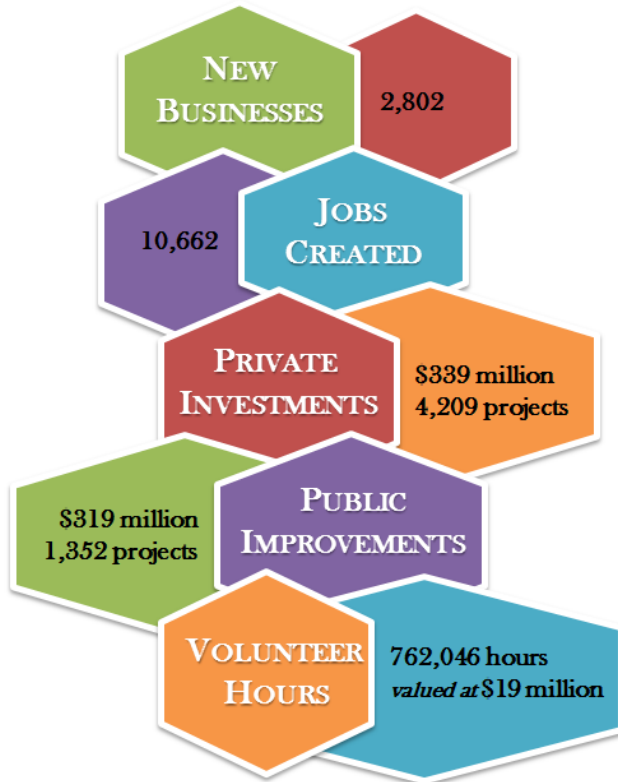 NEW
BUSINESSES
2,802
10,662
JOBS
CREATED
PRIVATE
INVESTMENTS
$339 million
4,209 projects
$319 million
1,352 projects
PUBLIC
IMPROVEMENTS
VOLUNTEER
HOURS
762,046 hours
valued at $19 million